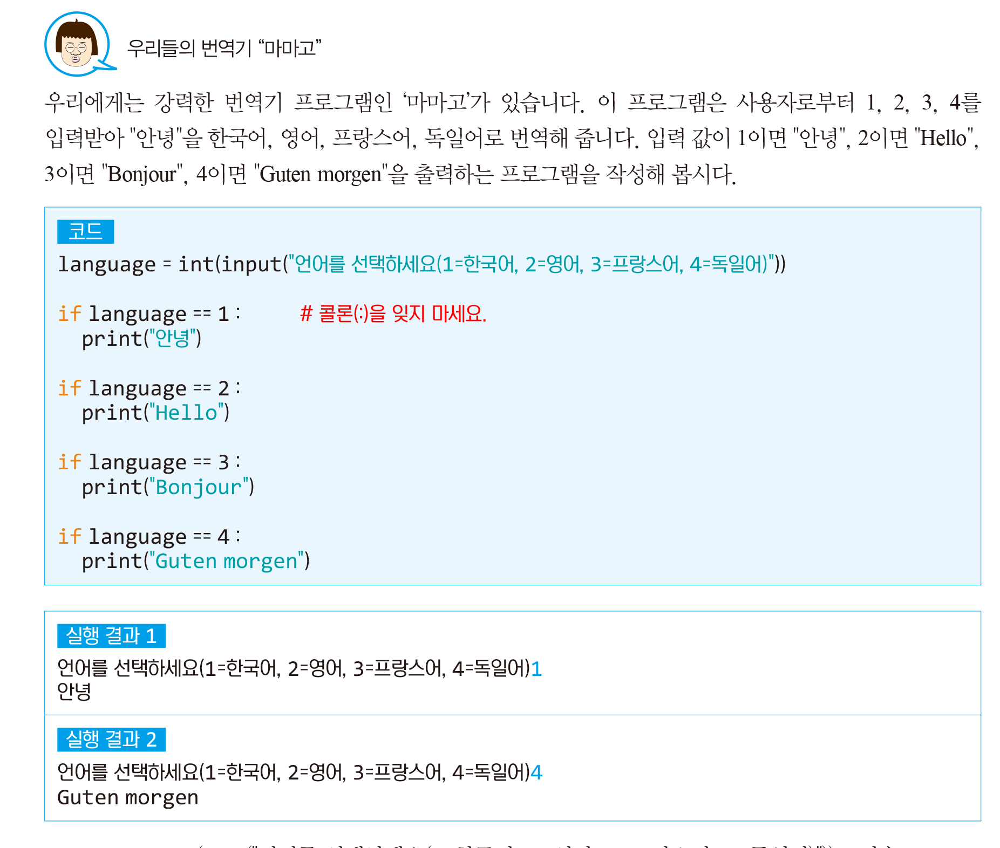 우리들의 번역기 “마마고”
우리에게는 강력한 번역기 프로그램인 ‘마마고’가 있습니다. 이 프로그램은 사용자로부터 1, 2, 3, 4를
입력받아 "안녕"을 한국어, 영어, 프랑스어, 독일어로 번역해 줍니다. 입력 값이 1이면 "안녕", 2이면 "Hello",
3이면 "Bonjour", 4이면 "Guten morgen"을 출력하는 프로그램을 작성해 봅시다.
코드
language = int(input("언어를 선택하세요(1=한국어, 2=영어, 3=프랑스어, 4=독일어)"))
if language == 1 : # 콜론(:)을 잊지 마세요.
print("안녕")
if language == 2 :
print("Hello")
if language == 3 :
print("Bonjour")
if language == 4 :
print("Guten morgen")
실행 결과 1
언어를 선택하세요(1=한국어, 2=영어, 3=프랑스어, 4=독일어)1
안녕
실행 결과 2
언어를 선택하세요(1=한국어, 2=영어, 3=프랑스어, 4=독일어)4
Guten morgen